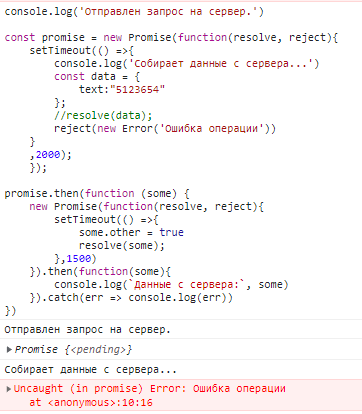 console.log('Отправлен запрос на сервер.')
const promise = new Promise(function(resolve, reject){
setTimeout(() =>{
console.log('Собирает данные с сервера...')
const data = {
text:"5123654"
};
//resolve(data);
reject(new Error('Ошибка операции'))
}
,2000);
});
promise.then(function (some) {
new Promise(function(resolve, reject){
setTimeout(() =>{
some.other = true
resolve(some);
},1500)
}).then(function(some){
console.log(`Данные с сервера:`, some)
}).catch(err => console.log(err))
})
Отправлен запрос на сервер.
▶ Promise {<pending>}
Собирает данные с сервера...
▶ Uncaught (in promise) Error: Ошибка операции
at <anonymous>:10:16